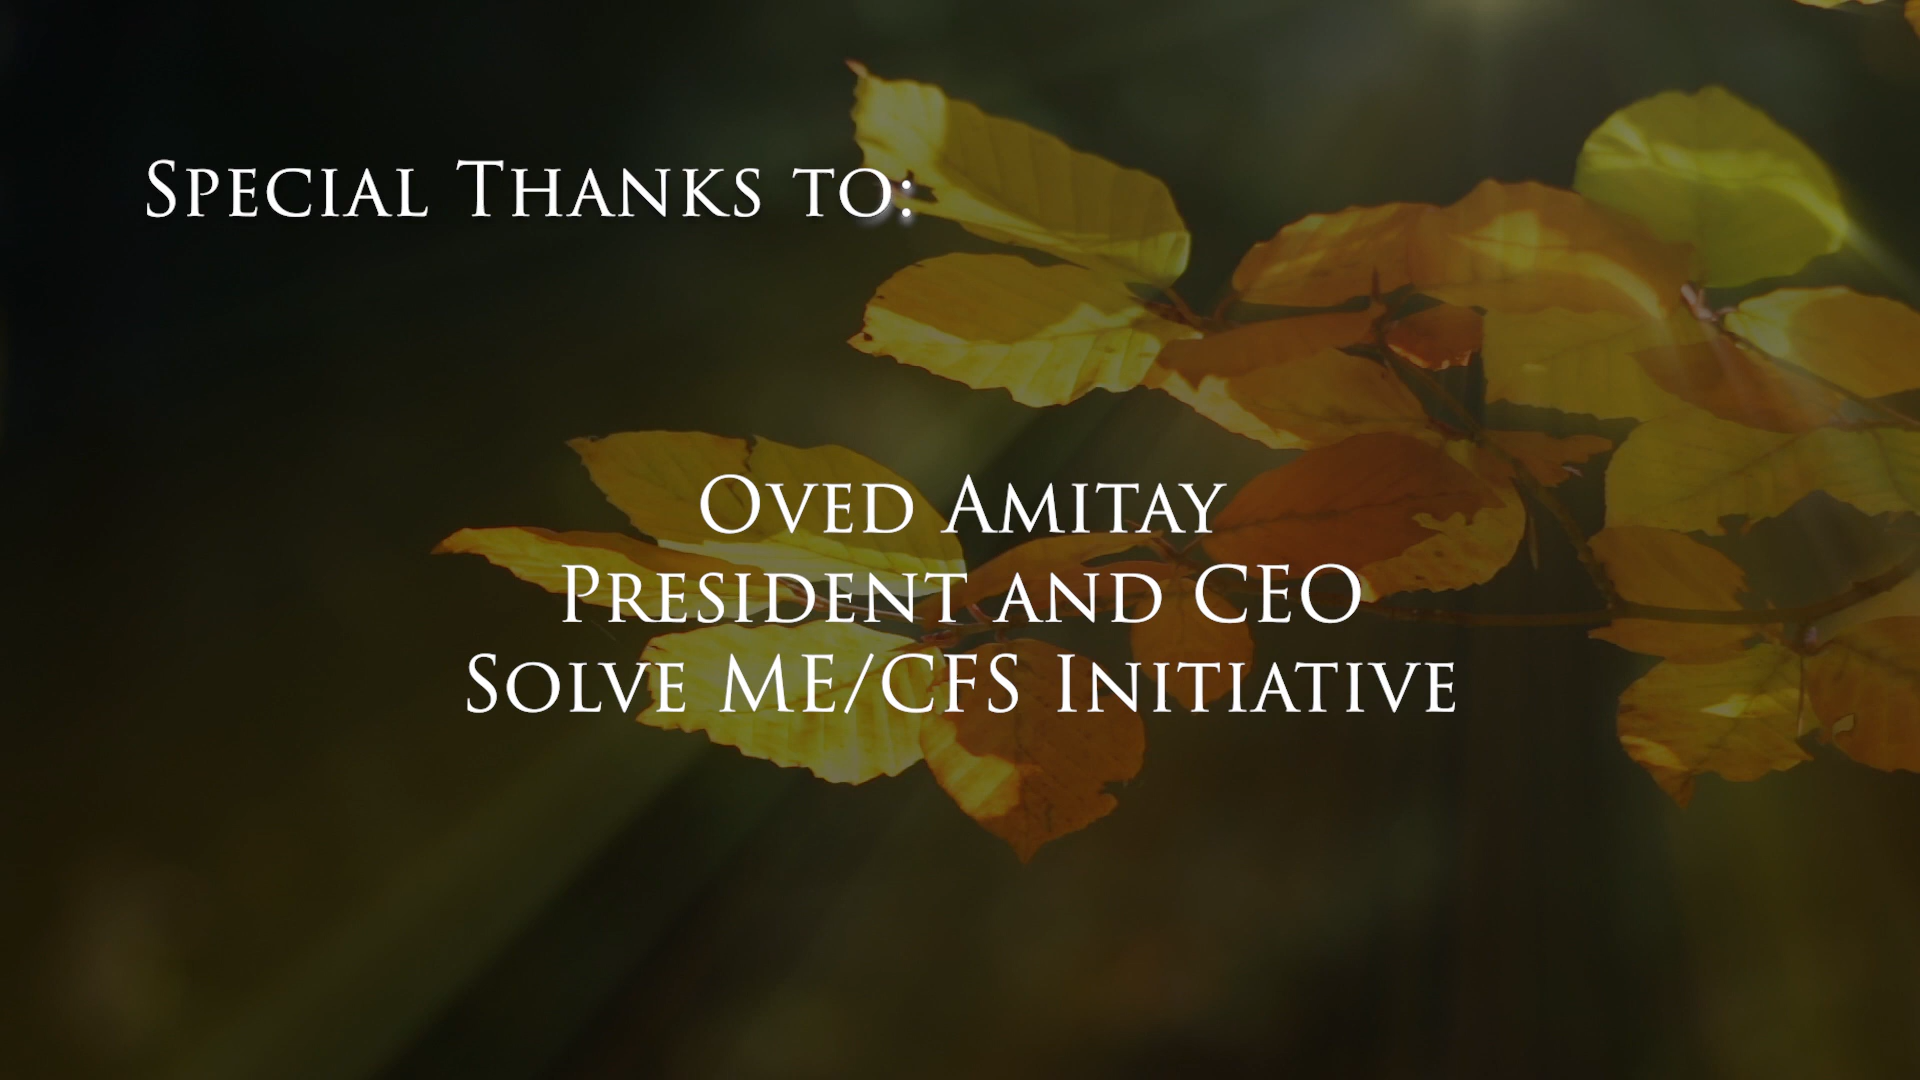 Special Thanks to:
Oved Amitay
President and CEO
Solve ME/CFS Initiative